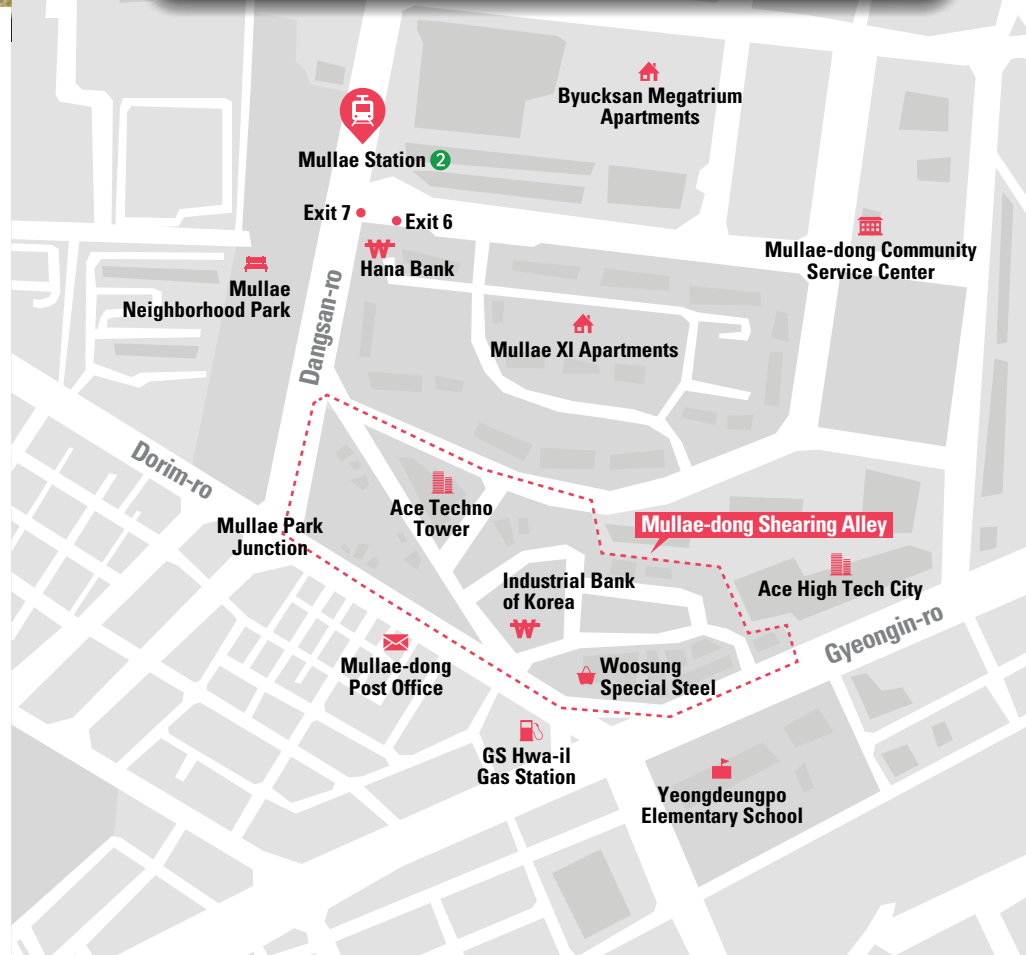 Byucksan Megatrium
Apartments
Mullae Station 2
Exit 7
Exit 6
Hana Bank
Mullae-dong Community
Service Center
Mullae
Neighborhood Park
Dangsan-ro
Mullae XI Apartments
Dorim-ro
Ace Techno
Tower
Mullae Park
Junction
Mullae-dong Shearing Alley
Industrial Bank
of Korea
Ace High Tech City
Gyeongin-ro
Mullae-dong
Post Office
Woosung
Special Steel
GS Hwa-il
Gas Station
Yeongdeungpo
Elementary School